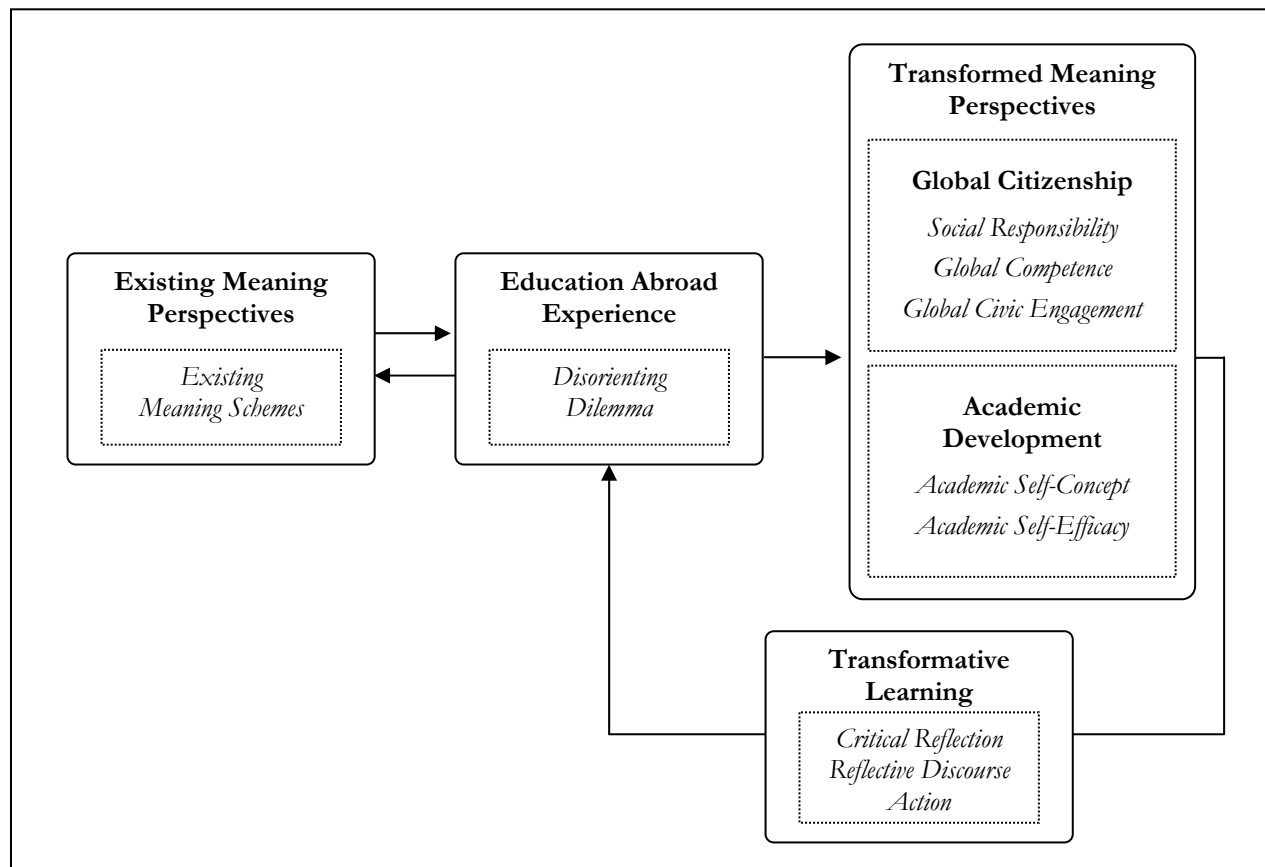 Existing Meaning
Perspectives
Existing
Meaning Schemes
Education Abroad
Experience
Disorienting
Dilemma
Transformed Meaning
Perspectives
Global Citizenship
Social Responsibility
Global Competence
Global Civic Engagement
Academic
Development
Academic Self-Concept
Academic Self-Efficacy
Transformative
Learning
Critical Reflection
Reflective Discourse
Action